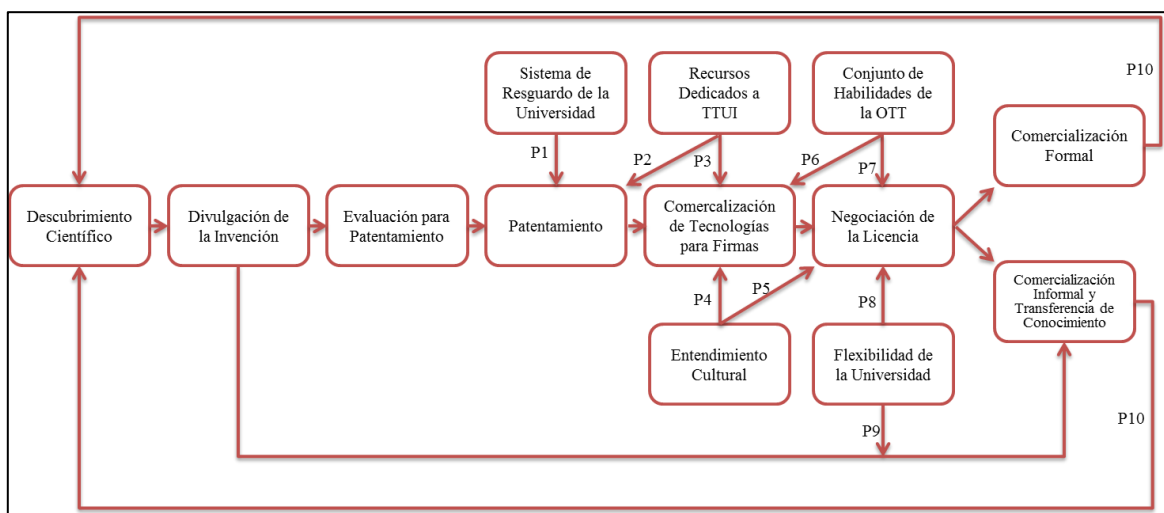 P10
Sistema de
Resguardo de la
Universidad
Recursos
Dedicados a
TTUI
Conjunto de
Habilidades de
la OTT
Comercialización
Formal
P1
P2
P3
P6
P7
Descubrimiento
Científico
Divulgación de
la Invención
Evaluación para
Patentamiento
Patentamiento
Comercalización
de Tecnologías
para Firmas
Negociación de
la Licencia
Comercialización
Informal y
Transferencia de
Conocimiento
P4
P5
P8
Entendimiento
Cultural
Flexibilidad de
la Universidad
P9
P10